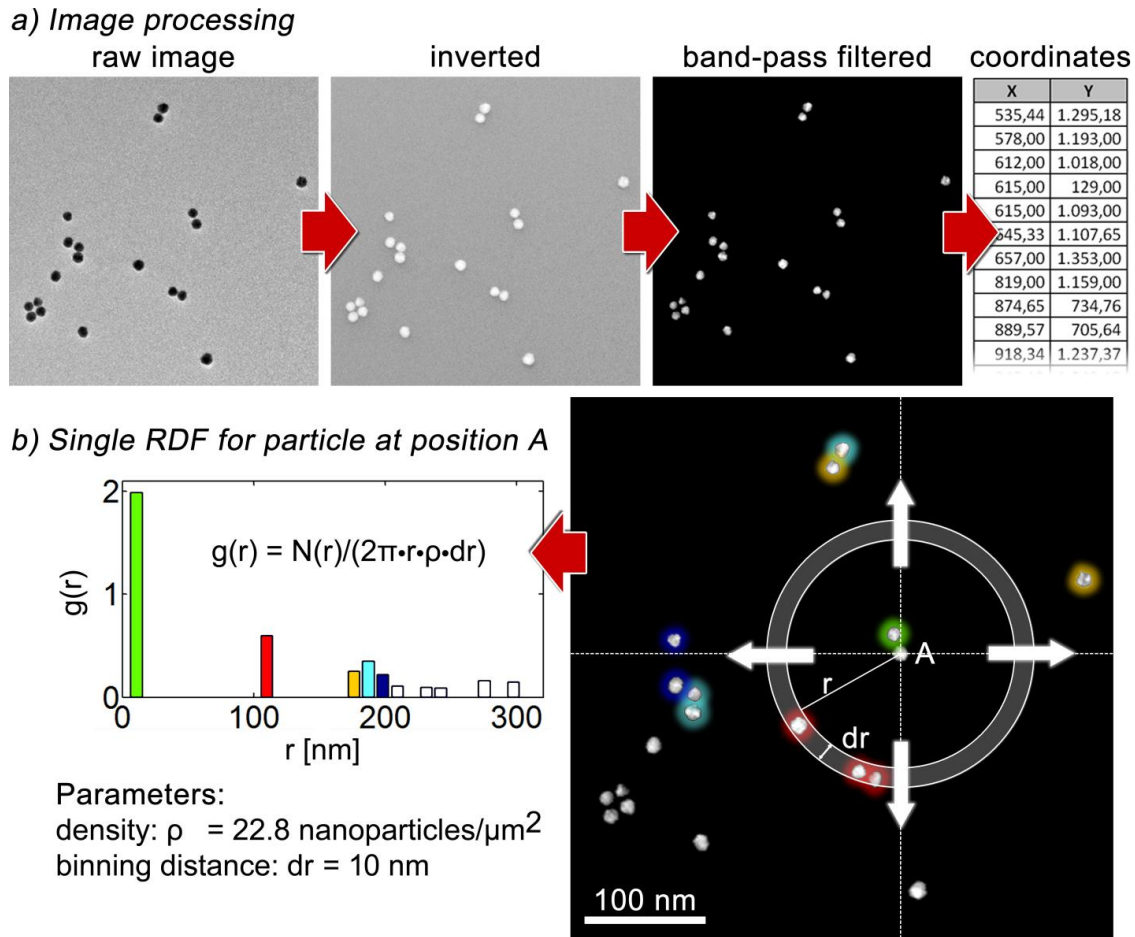 a) Image processing
raw image
inverted
band-pass filtered
coordinates
X Y
535,44 1.295,18
578,00 1.193,00
612,00 1.018,00
615,00 129,00
615,00 1.093,00
645,33 1.107,65
657,00 1.353,00
819,00 1.159,00
874,65 734,76
889,57 705,64
918,34 1.237,37
b) Single RDF for particle at position A
2
1
0
g(r)
g(r) = N(r)/(2π•r•ρ•dr)
0 100 200 300
r [nm]
Parameters:
density: ρ = 22.8 nanoparticles/µm²
binning distance: dr = 10 nm
A
r
dr
100 nm